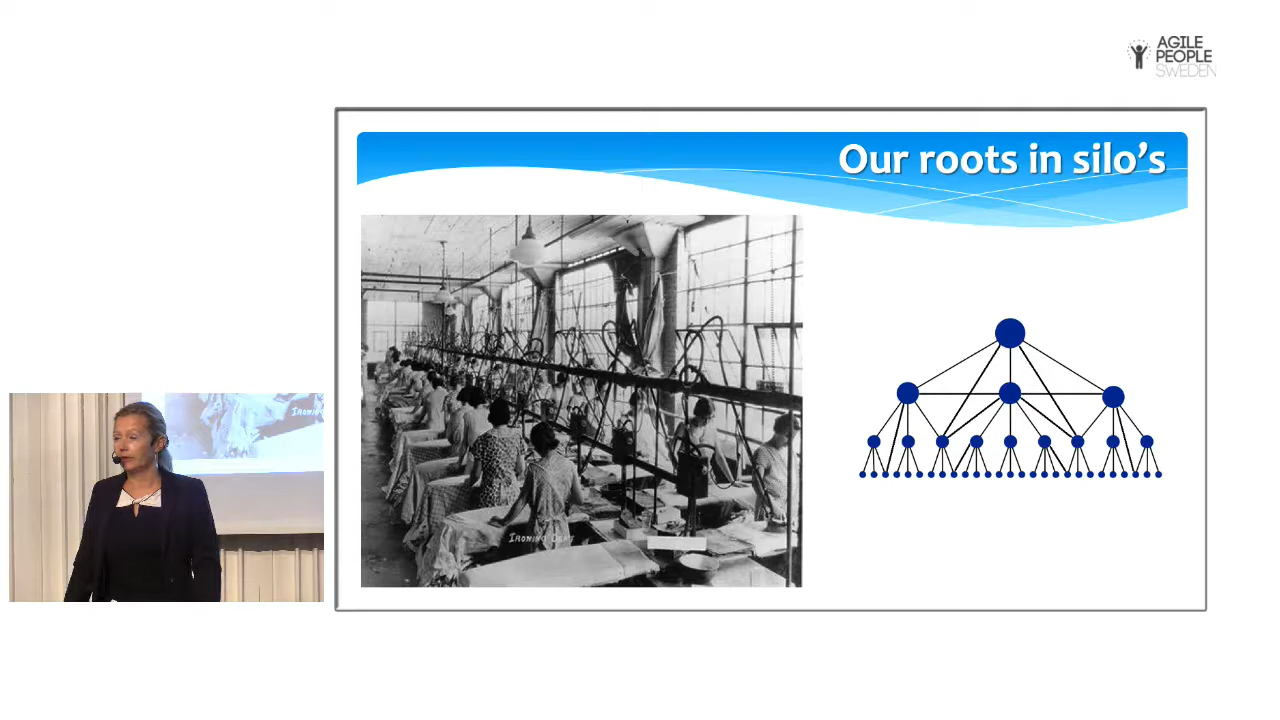 AGILE
PEOPLE
SWEDEN
Our roots in silo's
IRONING DEPT